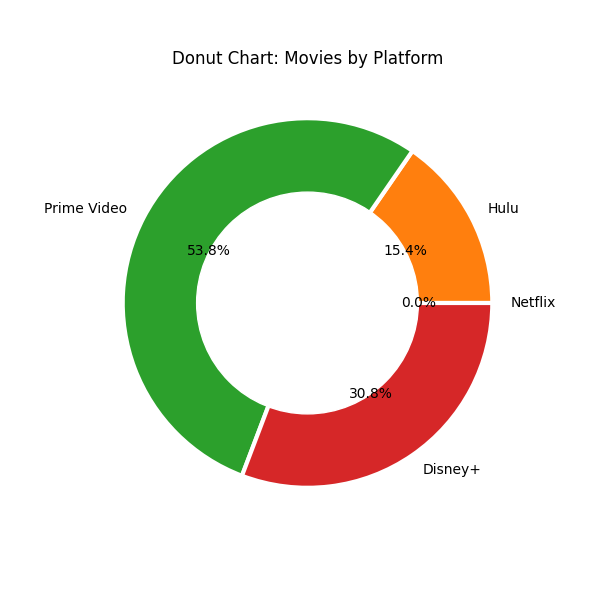 Donut Chart: Movies by Platform
Prime Video
Hulu
53.8%
15.4%
0.0%
Netflix
30.8%
Disney+